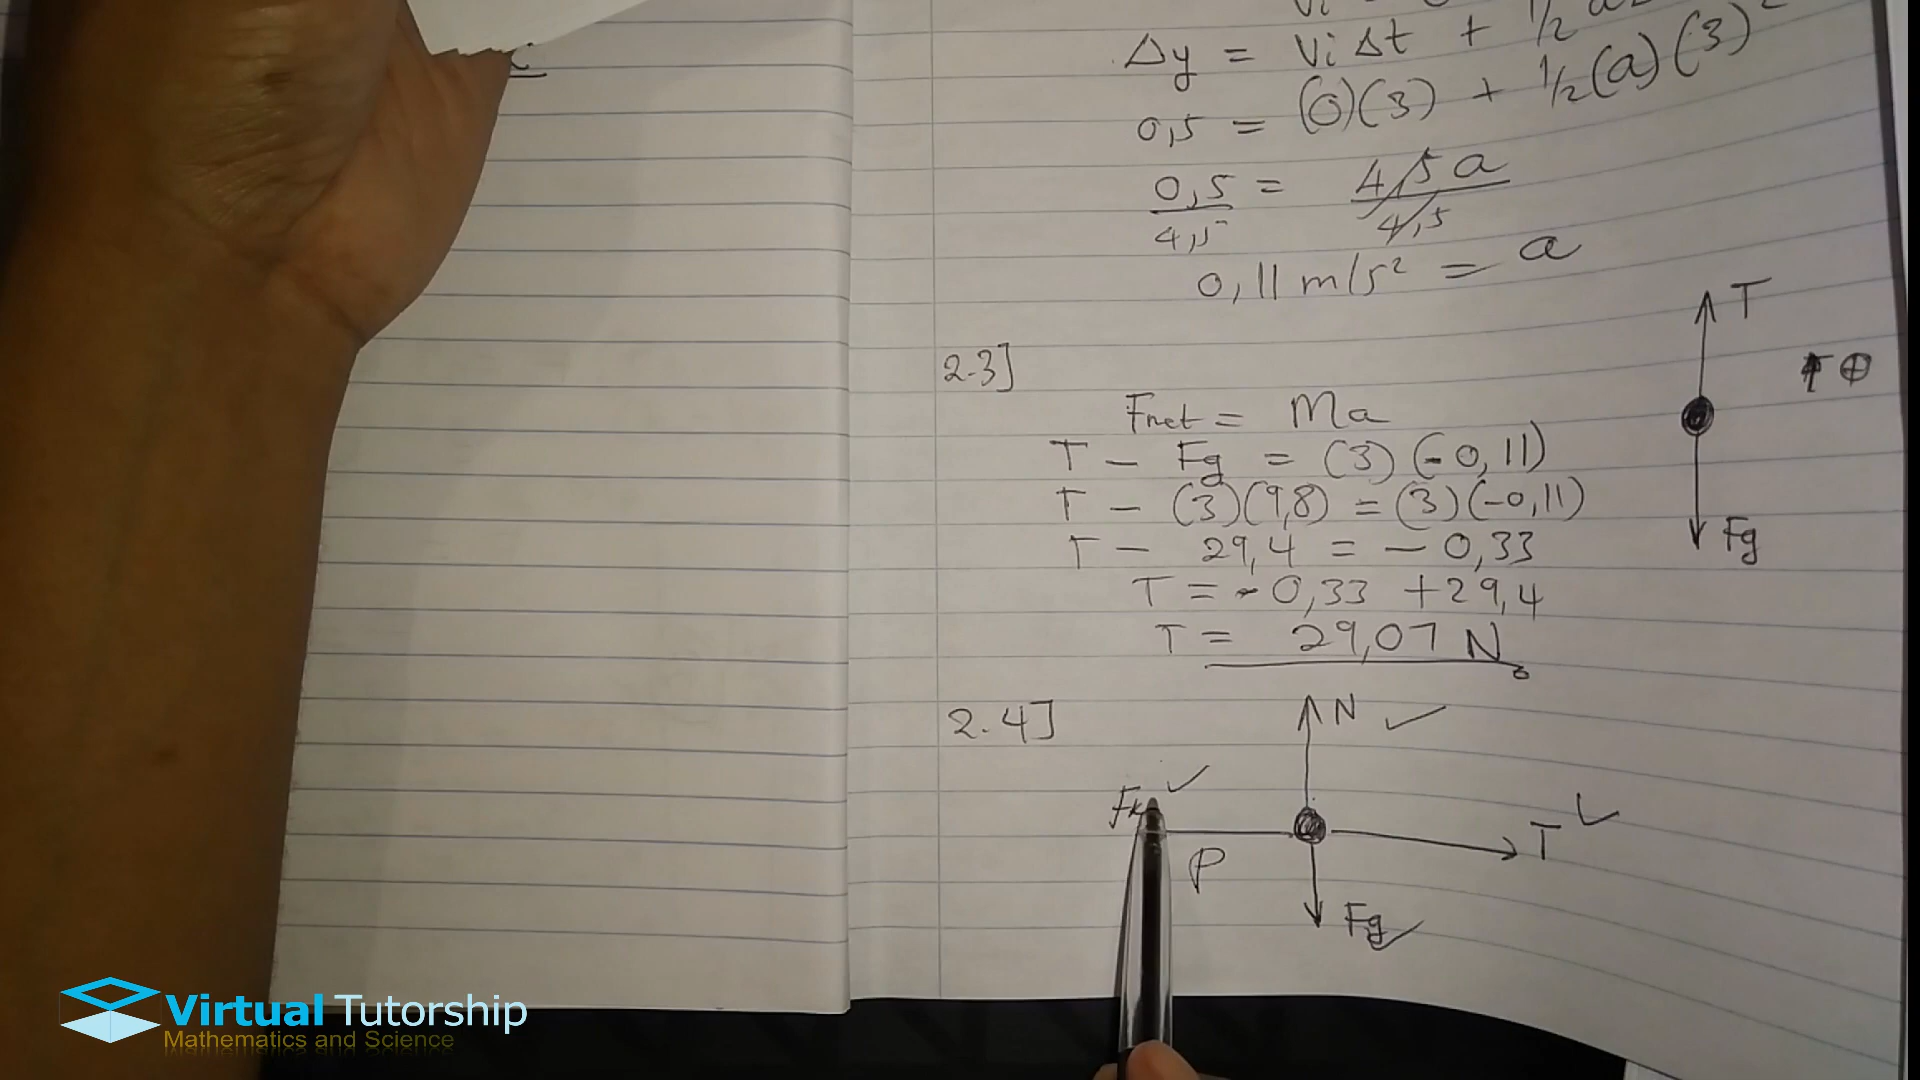 Δy = ViΔt + 1/2 a
0,5 = (0)(3) + 1/2(a)(3)²
0,5 = 4,5a
4,5 4,5
0,11 m/s² = a
T
↑ ⊕
Fg
2.3]
Fnet = Ma
T - Fg = (3)(-0,11)
T - (3)(9,8) = (3)(-0,11)
T - 29,4 = - 0,33
T = - 0,33 + 29,4
T = 29,07 N
2.4]
N ✓
Fk ✓
T ✓
P
Fg ✓
Virtual Tutorship
Mathematics and Science